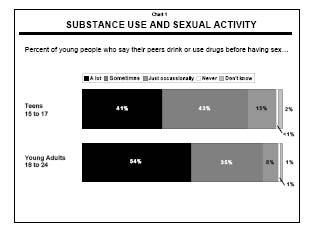 Chart 1
SUBSTANCE USE AND SEXUAL ACTIVITY
Percent of young people who say their peers drink or use drugs before having sex…
A lot Sometimes Just occassionally Never Don't know
Teens
15 to 17
41% 43% 13% 2%
<1%
Young Adults
18 to 24
54% 35% 8% 1%
1%